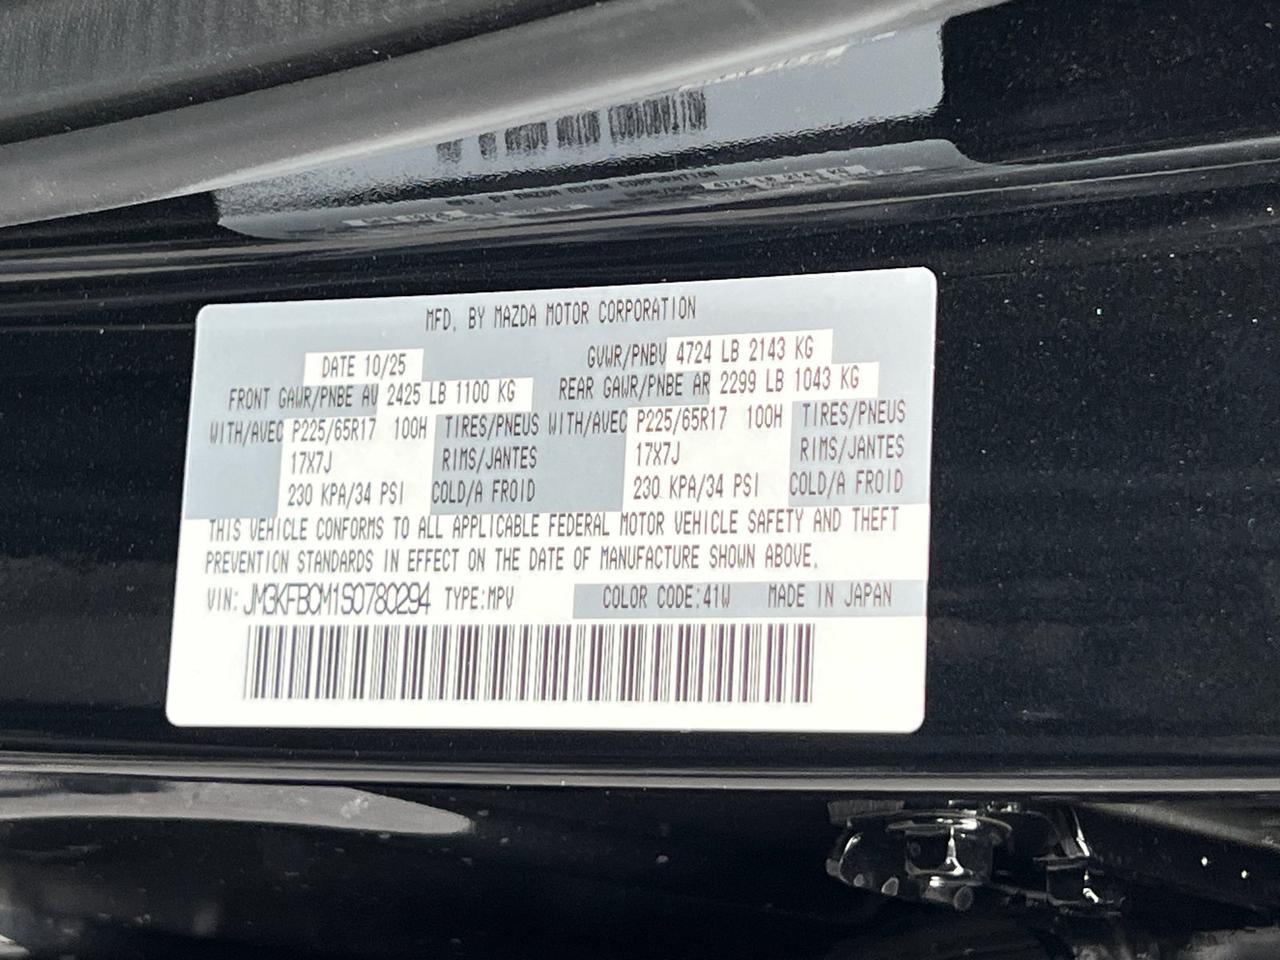 MFD. BY MAZDA MOTOR CORPORATION
DATE 10/25 GVWR/PNBV 4724 LB 2143 KG
FRONT GAWR/PNBE AV 2425 LB 1100 KG REAR GAWR/PNBE AR 2299 LB 1043 KG
WITH/AVEC P225/65R17 100H TIRES/PNEUS WITH/AVEC P225/65R17 100H TIRES/PNEUS
17X7J RIMS/JANTES 17X7J RIMS/JANTES
230 KPA/34 PSI COLD/A FROID 230 KPA/34 PSI COLD/A FROID
THIS VEHICLE CONFORMS TO ALL APPLICABLE FEDERAL MOTOR VEHICLE SAFETY AND THEFT
PREVENTION STANDARDS IN EFFECT ON THE DATE OF MANUFACTURE SHOWN ABOVE.
VIN: JM3KFBCM1S0780294 TYPE:MPV COLOR CODE:41W MADE IN JAPAN